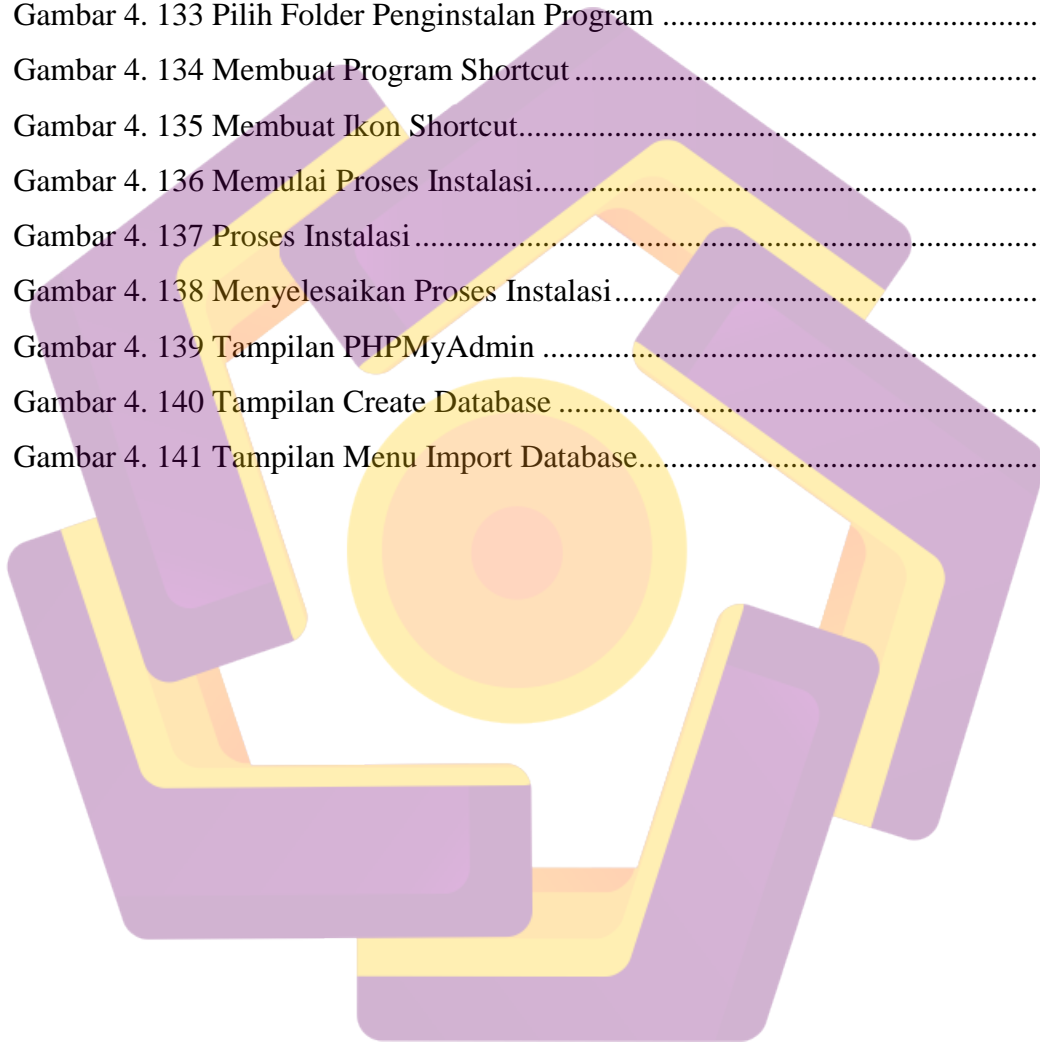 Gambar 4. 133 Pilih Folder Penginstalan Program ................................................
Gambar 4. 134 Membuat Program Shortcut ...........................................................
Gambar 4. 135 Membuat Ikon Shortcut..................................................................
Gambar 4. 136 Memulai Proses Instalasi................................................................
Gambar 4. 137 Proses Instalasi ...............................................................................
Gambar 4. 138 Menyelesaikan Proses Instalasi ......................................................
Gambar 4. 139 Tampilan PHPMyAdmin ...............................................................
Gambar 4. 140 Tampilan Create Database .............................................................
Gambar 4. 141 Tampilan Menu Import Database...................................................